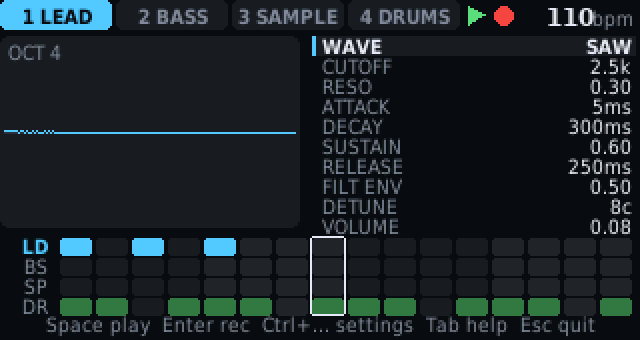 1 LEAD 2 BASS 3 SAMPLE 4 DRUMS 110bpm
OCT 4
WAVE SAW
CUTOFF 2.5k
RESO 0.30
ATTACK 5ms
DECAY 300ms
SUSTAIN 0.60
RELEASE 250ms
FILT ENV 0.50
DETUNE 8c
VOLUME 0.08
LD
BS
SP
DR
Space play Enter rec Ctrl+... settings Tab help Esc quit